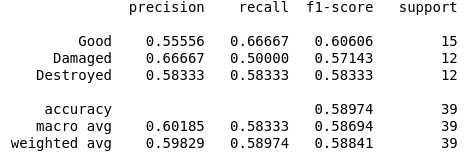 precision recall f1-score support
Good 0.55556 0.66667 0.60606 15
Damaged 0.66667 0.50000 0.57143 12
Destroyed 0.58333 0.58333 0.58333 12
accuracy 0.58974 39
macro avg 0.60185 0.58333 0.58694 39
weighted avg 0.59829 0.58974 0.58841 39